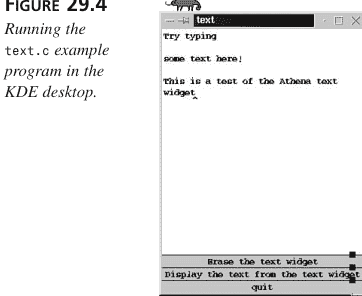 FIGURE 29.4
Running the
text.c example
program in the
KDE desktop.
text
Try typing
some text here!
This is a test of the Athena text
widget
Erase the text widget
Display the text from the text widget
quit